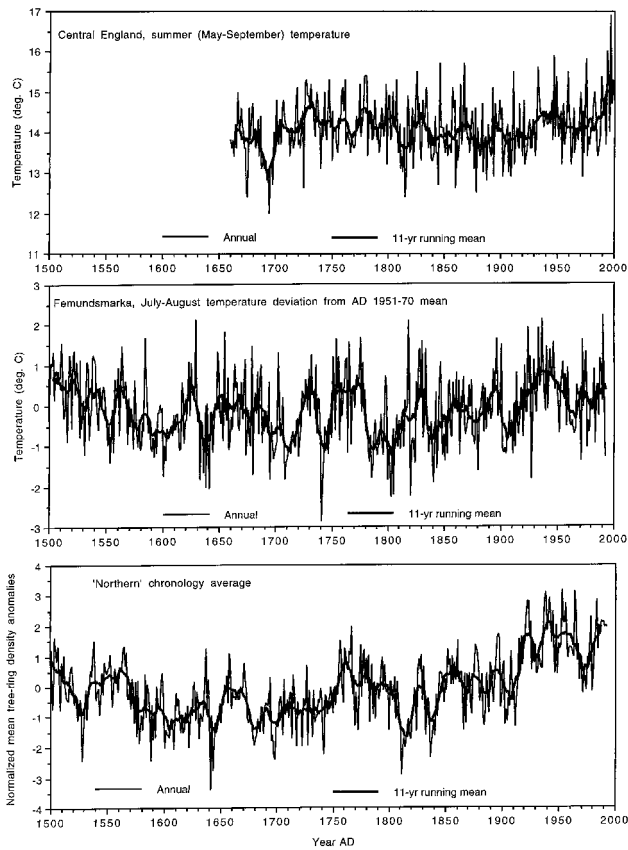 17
Central England, summer (May-September) temperature
16
15
14
13
12
11
Temperature (deg. C)
Annual
11-yr running mean
1500 1550 1600 1650 1700 1750 1800 1850 1900 1950 2000
3
Femundsmarka, July-August temperature deviation from AD 1951-70 mean
2
1
0
-1
-2
-3
Temperature (deg. C)
Annual
11-yr running mean
1500 1550 1600 1650 1700 1750 1800 1850 1900 1950 2000
4
'Northern' chronology average
3
2
1
0
-1
-2
-3
-4
Normalized mean tree-ring density anomalies
Annual
11-yr running mean
1500 1550 1600 1650 1700 1750 1800 1850 1900 1950 2000
Year AD